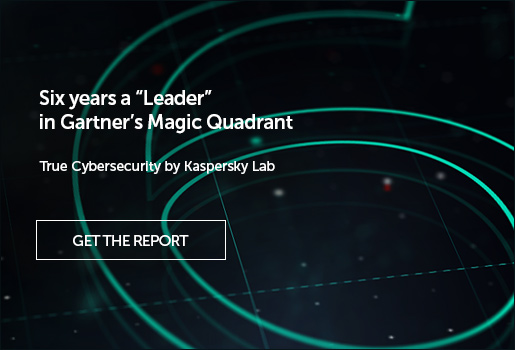 Six years a “Leader”
in Gartner’s Magic Quadrant
True Cybersecurity by Kaspersky Lab
GET THE REPORT